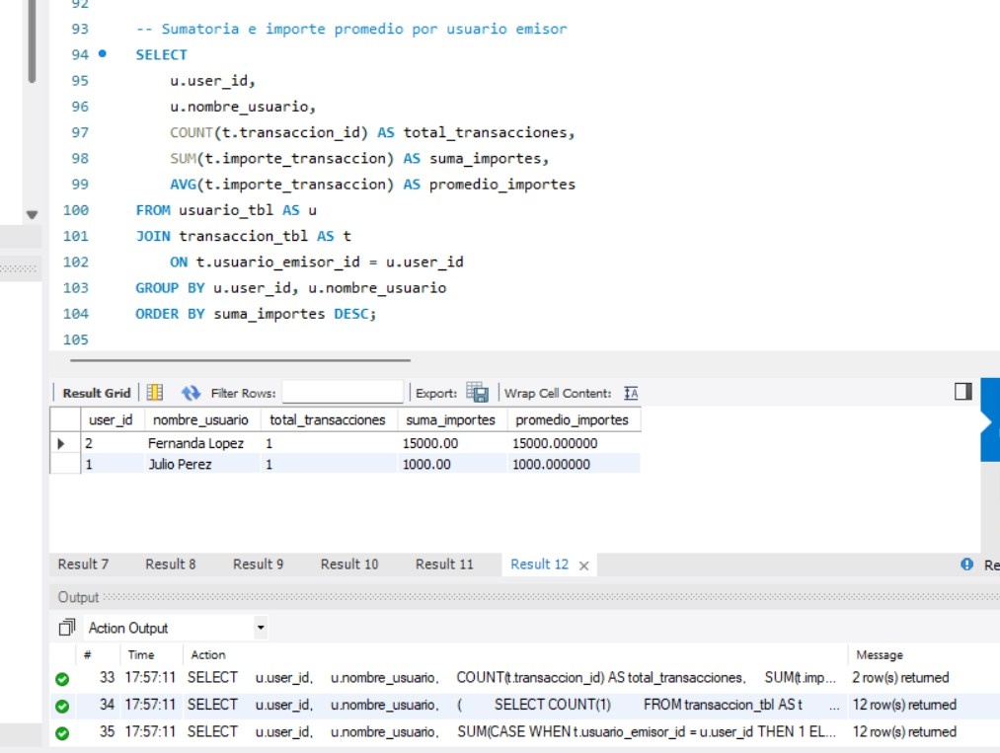 92
93 -- Sumatoria e importe promedio por usuario emisor
94 SELECT
95 u.user_id,
96 u.nombre_usuario,
97 COUNT(t.transaccion_id) AS total_transacciones,
98 SUM(t.importe_transaccion) AS suma_importes,
99 AVG(t.importe_transaccion) AS promedio_importes
100 FROM usuario_tbl AS u
101 JOIN transaccion_tbl AS t
102 ON t.usuario_emisor_id = u.user_id
103 GROUP BY u.user_id, u.nombre_usuario
104 ORDER BY suma_importes DESC;
105
Result Grid Filter Rows: Export: Wrap Cell Content:
user_id nombre_usuario total_transacciones suma_importes promedio_importes
2 Fernanda Lopez 1 15000.00 15000.000000
1 Julio Perez 1 1000.00 1000.000000
Result 7 Result 8 Result 9 Result 10 Result 11 Result 12 Re
Output
Action Output
# Time Action Message
33 17:57:11 SELECT u.user_id, u.nombre_usuario, COUNT(t.transaccion_id) AS total_transacciones, SUM(t.imp... 2 row(s) returned
34 17:57:11 SELECT u.user_id, u.nombre_usuario, ( SELECT COUNT(1) FROM transaccion_tbl AS t ... 12 row(s) returned
35 17:57:11 SELECT u.user_id, u.nombre_usuario, SUM(CASE WHEN t.usuario_emisor_id = u.user_id THEN 1 EL... 12 row(s) returned